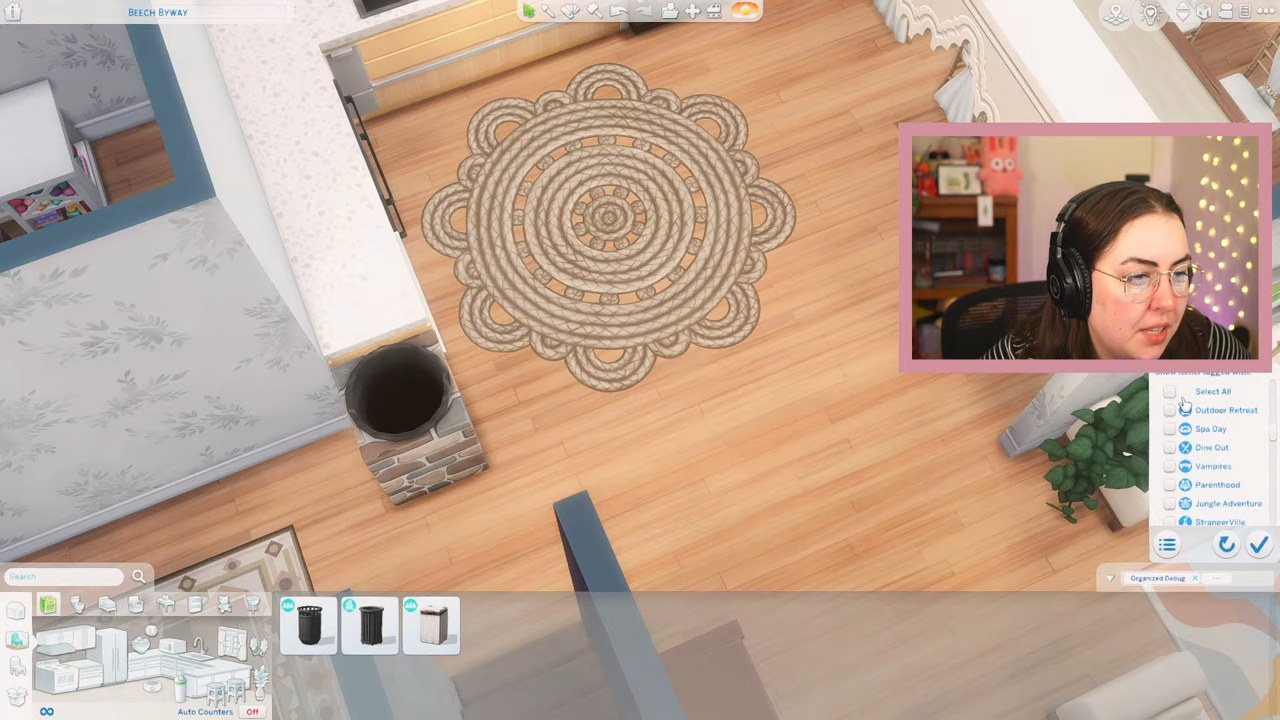 BEECH BYWAY
Select All
Outdoor Retreat
Spa Day
Dine Out
Vampires
Parenthood
Jungle Adventure
StrangerVille
Organized Debug
Search
Auto Counters Off